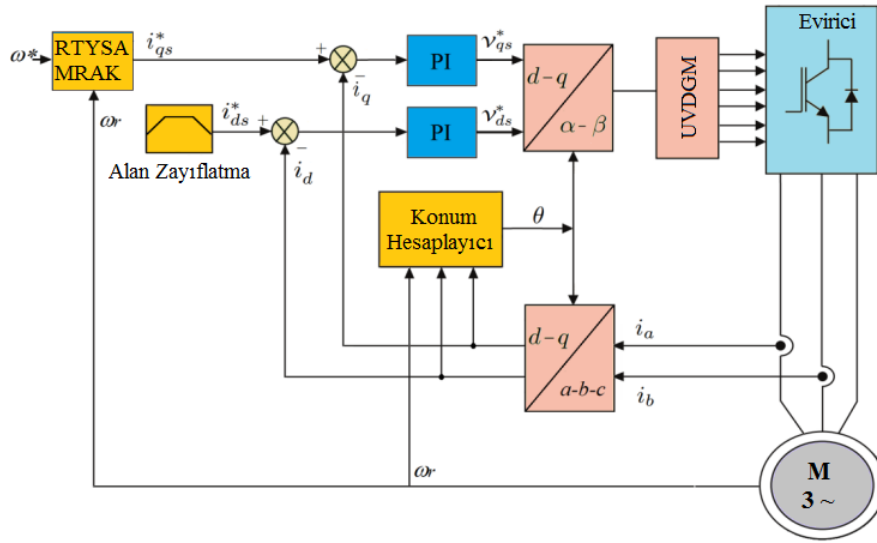 Evirici
ω*
RTYSA
MRAK
i*qs
+
−
iq
PI
v*qs
d-q
α-β
UVDGM
ωr
i*ds
+
−
id
PI
v*ds
Alan Zayıflatma
Konum
Hesaplayıcı
θ
d-q
a-b-c
ia
ib
ωr
M
3 ~